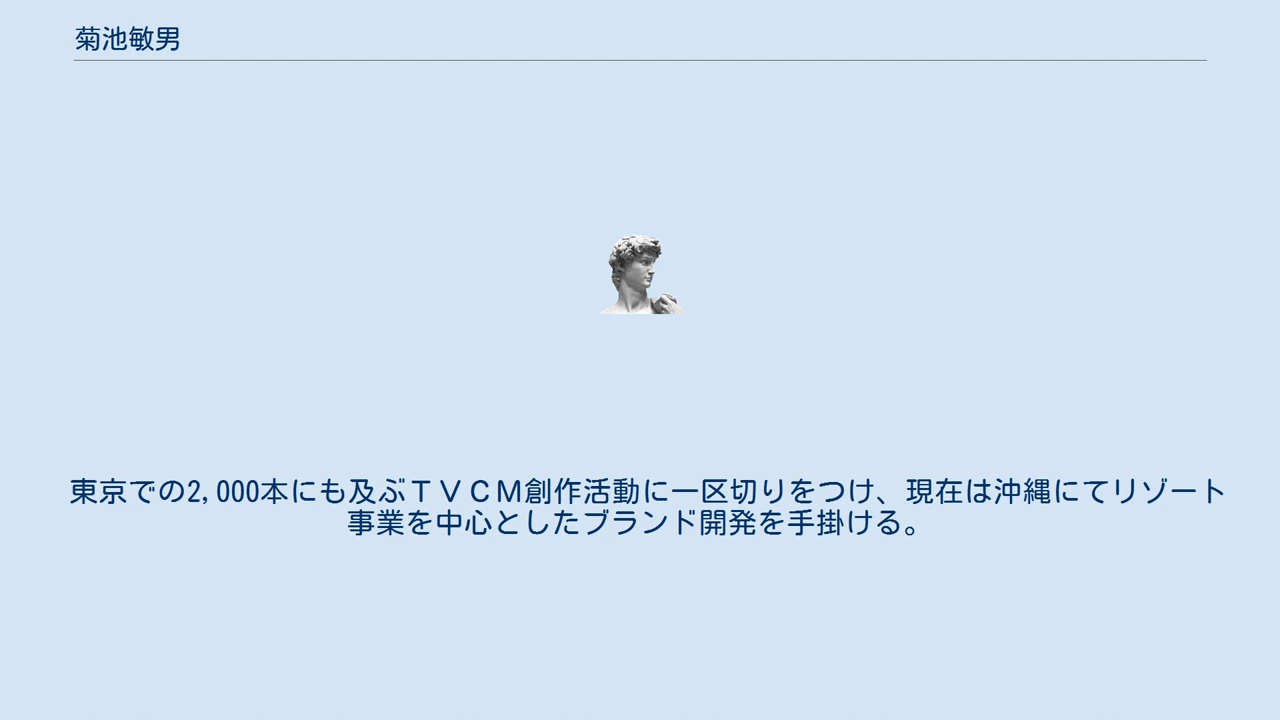 菊池敏男
東京での2,000本にも及ぶＴＶＣＭ創作活動に一区切りをつけ、現在は沖縄にてリゾート
事業を中心としたブランド開発を手掛ける。